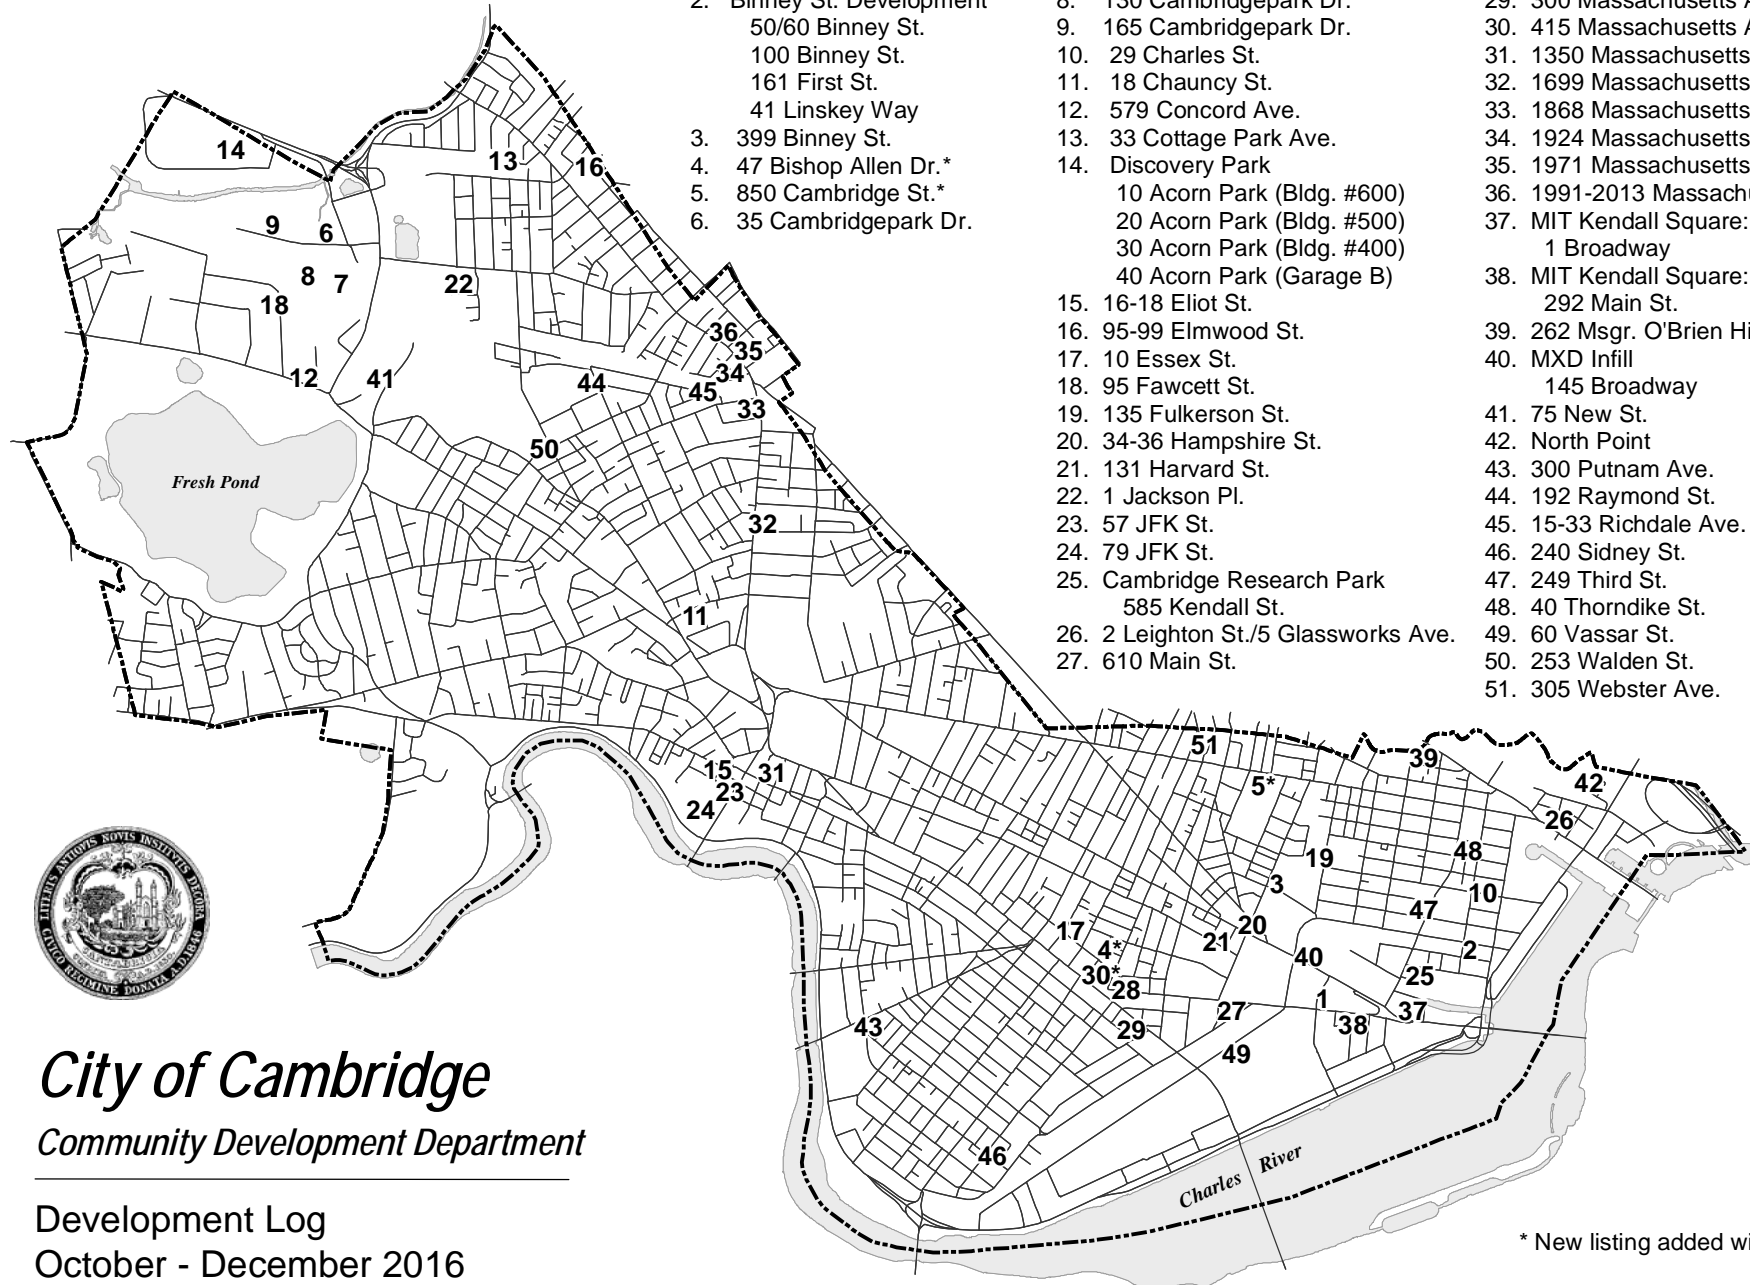 2. Binney St. Development
50/60 Binney St.
100 Binney St.
161 First St.
41 Linskey Way
3. 399 Binney St.
4. 47 Bishop Allen Dr.*
5. 850 Cambridge St.*
6. 35 Cambridgepark Dr.
8. 130 Cambridgepark Dr.
9. 165 Cambridgepark Dr.
10. 29 Charles St.
11. 18 Chauncy St.
12. 579 Concord Ave.
13. 33 Cottage Park Ave.
14. Discovery Park
10 Acorn Park (Bldg. #600)
20 Acorn Park (Bldg. #500)
30 Acorn Park (Bldg. #400)
40 Acorn Park (Garage B)
15. 16-18 Eliot St.
16. 95-99 Elmwood St.
17. 10 Essex St.
18. 95 Fawcett St.
19. 135 Fulkerson St.
20. 34-36 Hampshire St.
21. 131 Harvard St.
22. 1 Jackson Pl.
23. 57 JFK St.
24. 79 JFK St.
25. Cambridge Research Park
585 Kendall St.
26. 2 Leighton St./5 Glassworks Ave.
27. 610 Main St.
29. 300 Massachusetts A
30. 415 Massachusetts A
31. 1350 Massachusetts
32. 1699 Massachusetts
33. 1868 Massachusetts
34. 1924 Massachusetts
35. 1971 Massachusetts
36. 1991-2013 Massachu
37. MIT Kendall Square:
1 Broadway
38. MIT Kendall Square:
292 Main St.
39. 262 Msgr. O'Brien Hi
40. MXD Infill
145 Broadway
41. 75 New St.
42. North Point
43. 300 Putnam Ave.
44. 192 Raymond St.
45. 15-33 Richdale Ave.
46. 240 Sidney St.
47. 249 Third St.
48. 40 Thorndike St.
49. 60 Vassar St.
50. 253 Walden St.
51. 305 Webster Ave.
14
13
16
9
6
8
7
18
22
36
35
34
12
41
44
45
33
50
Fresh Pond
32
11
51
39
42
15
31
5*
23
24
26
19
48
3
10
47
17
20
21
4*
2
40
30*
25
28
1
27
37
43
29
38
49
46
Charles River
LITERIS ANTIQVIS NOVIS INSTITVTIS DECORA
CIVICO REGIMINE DONATA A.D. 1846
City of Cambridge
Community Development Department
Development Log
October - December 2016
* New listing added wi